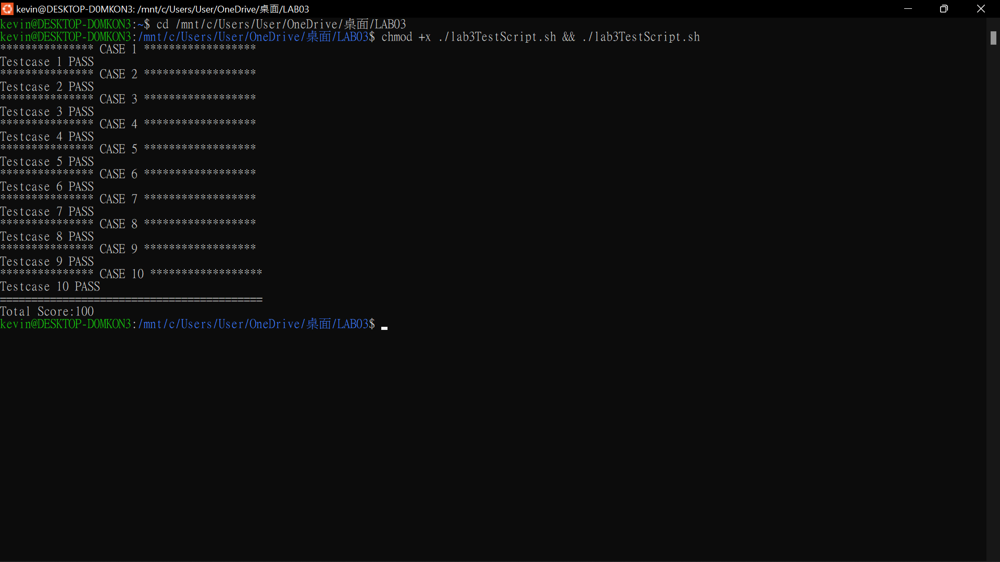 kevin@DESKTOP-D0MKON3: /mnt/c/Users/User/OneDrive/桌面/LAB03
kevin@DESKTOP-D0MKON3:~$ cd /mnt/c/Users/User/OneDrive/桌面/LAB03
kevin@DESKTOP-D0MKON3:/mnt/c/Users/User/OneDrive/桌面/LAB03$ chmod +x ./lab3TestScript.sh && ./lab3TestScript.sh
*************** CASE 1 ******************
Testcase 1 PASS
*************** CASE 2 ******************
Testcase 2 PASS
*************** CASE 3 ******************
Testcase 3 PASS
*************** CASE 4 ******************
Testcase 4 PASS
*************** CASE 5 ******************
Testcase 5 PASS
*************** CASE 6 ******************
Testcase 6 PASS
*************** CASE 7 ******************
Testcase 7 PASS
*************** CASE 8 ******************
Testcase 8 PASS
*************** CASE 9 ******************
Testcase 9 PASS
*************** CASE 10 ******************
Testcase 10 PASS
==========================================
Total Score:100
kevin@DESKTOP-D0MKON3:/mnt/c/Users/User/OneDrive/桌面/LAB03$